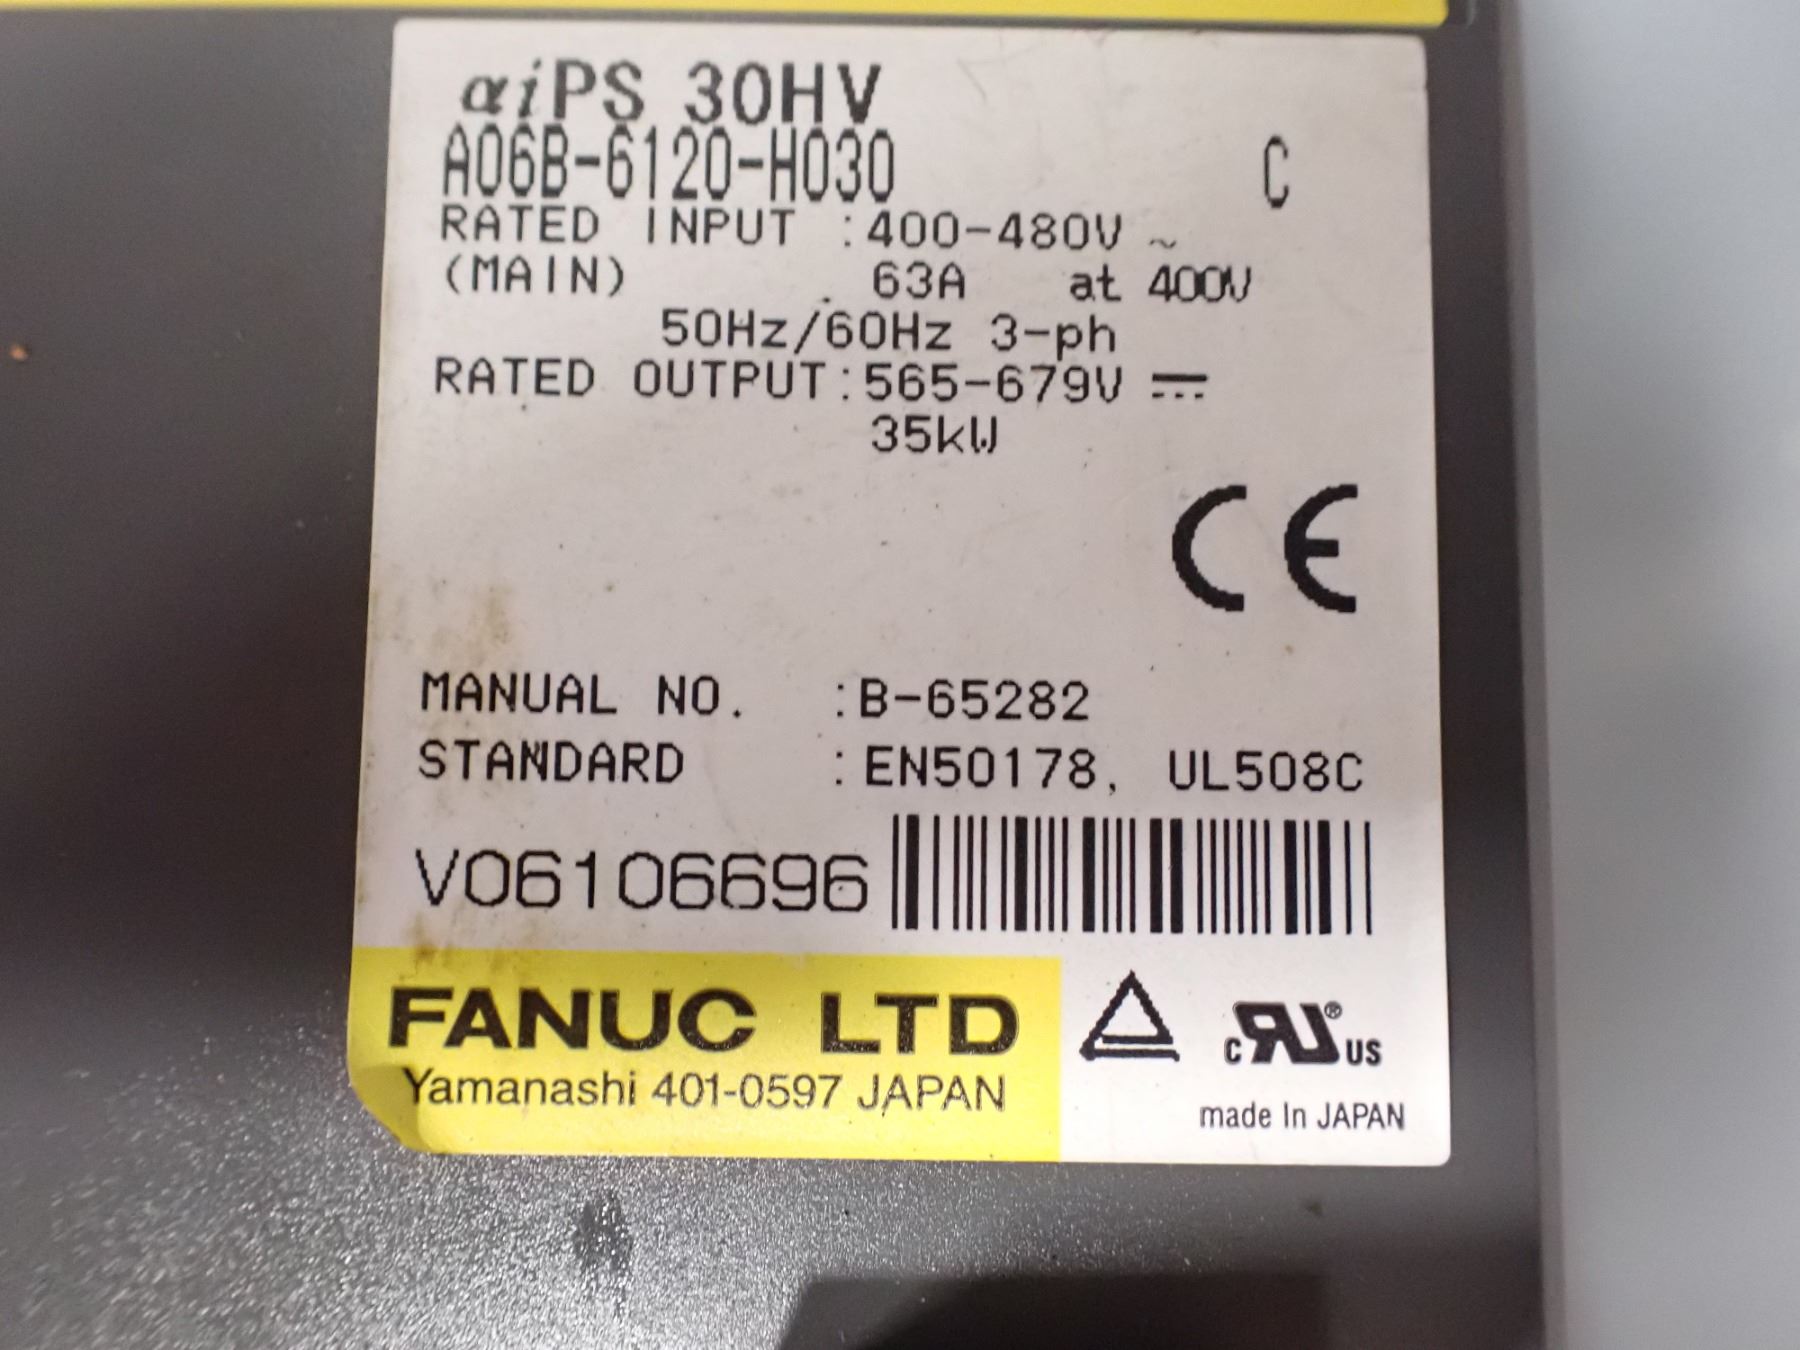 αiPS 30HV
A06B-6120-H030 C
RATED INPUT :400-480V ~
(MAIN) 63A at 400V
50Hz/60Hz 3-ph
RATED OUTPUT:565-679V ⎓
35kW
CE
MANUAL NO. :B-65282
STANDARD :EN50178, UL508C
V06106696
FANUC LTD
Yamanashi 401-0597 JAPAN
c RU ® US
made In JAPAN